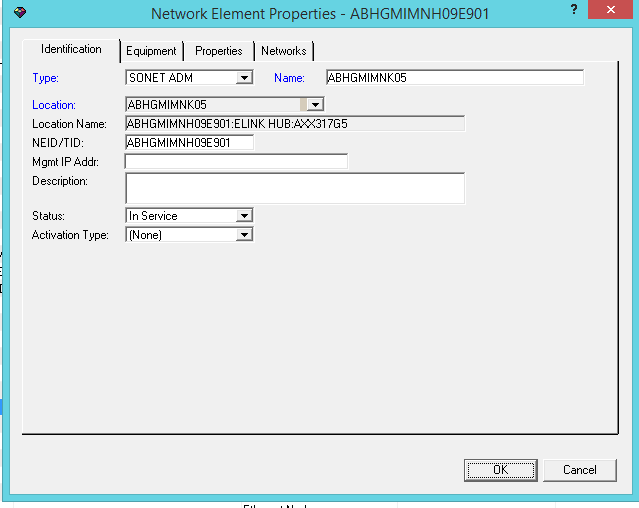 Network Element Properties - ABHGMIMNH09E901
? ×
Identification Equipment Properties Networks
Type: SONET ADM Name: ABHGMIMNK05
Location: ABHGMIMNK05
Location Name: ABHGMIMNH09E901:ELINK HUB:AXX317G5
NEID/TID: ABHGMIMNH09E901
Mgmt IP Addr:
Description:
Status: In Service
Activation Type: (None)
OK Cancel